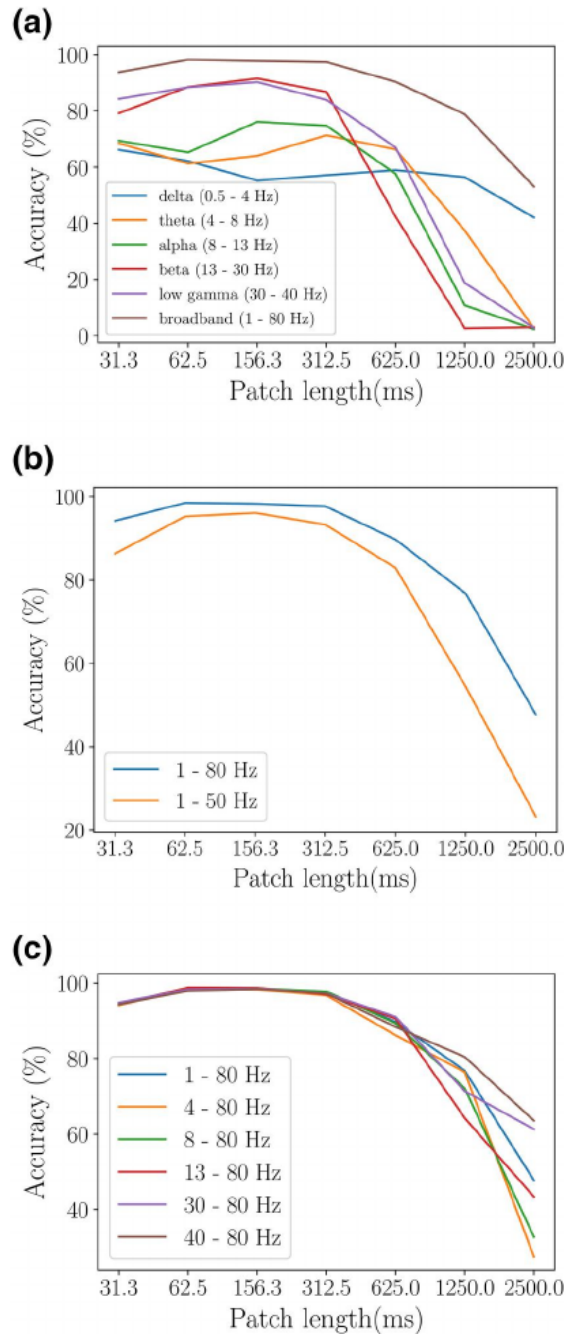 (a)
100
80
60
40
20
0
Accuracy (%)
delta (0.5 - 4 Hz)
theta (4 - 8 Hz)
alpha (8 - 13 Hz)
beta (13 - 30 Hz)
low gamma (30 - 40 Hz)
broadband (1 - 80 Hz)
31.3 62.5 156.3 312.5 625.0 1250.0 2500.0
Patch length(ms)
(b)
100
80
60
40
20
Accuracy (%)
1 - 80 Hz
1 - 50 Hz
31.3 62.5 156.3 312.5 625.0 1250.0 2500.0
Patch length(ms)
(c)
100
80
60
40
Accuracy (%)
1 - 80 Hz
4 - 80 Hz
8 - 80 Hz
13 - 80 Hz
30 - 80 Hz
40 - 80 Hz
31.3 62.5 156.3 312.5 625.0 1250.0 2500.0
Patch length(ms)